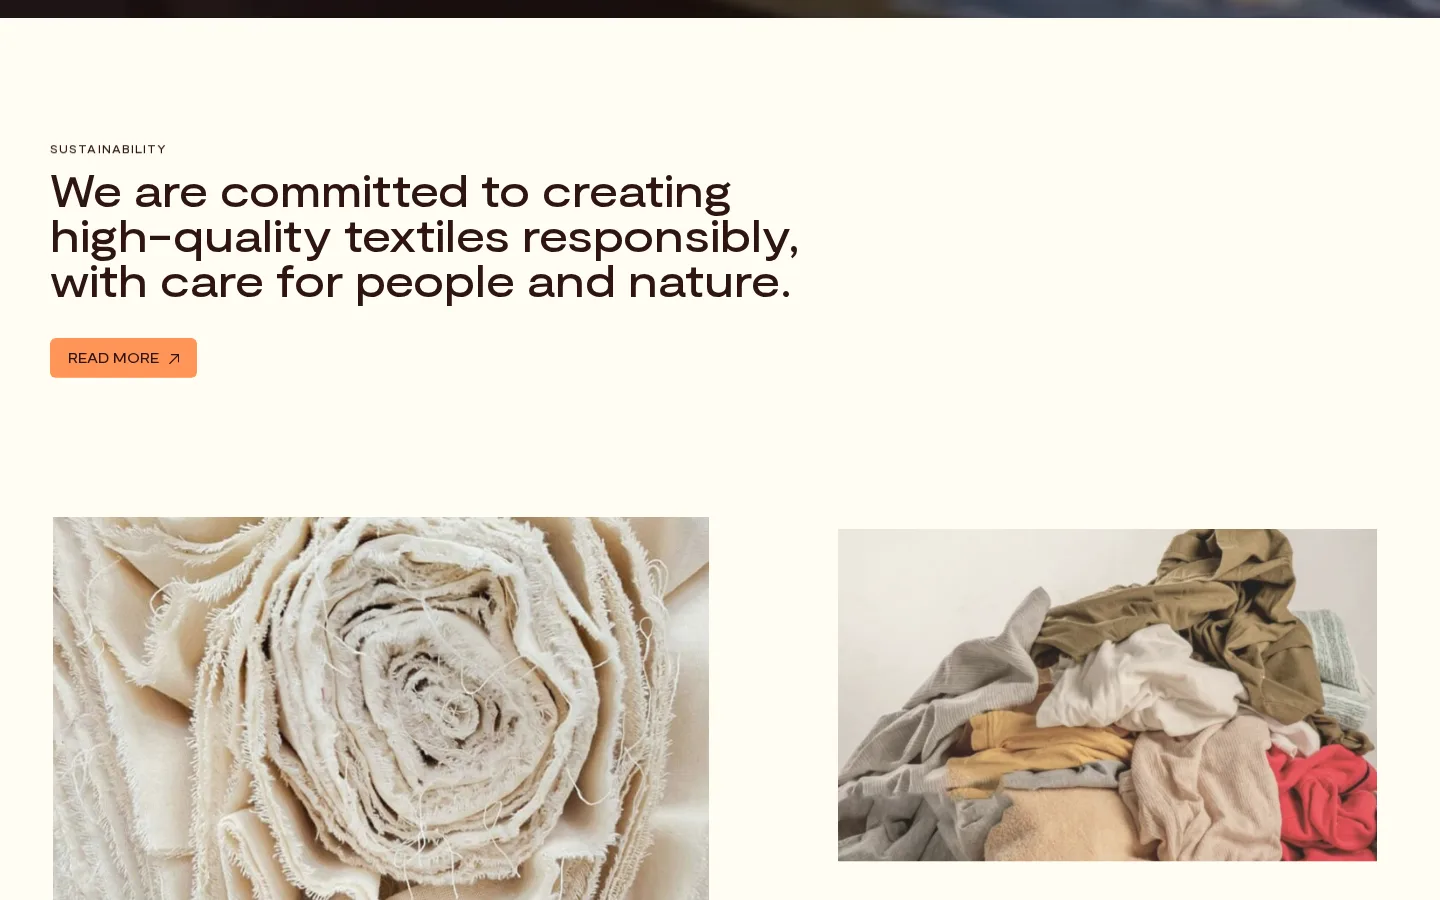 SUSTAINABILITY
We are committed to creating
high-quality textiles responsibly,
with care for people and nature.
READ MORE